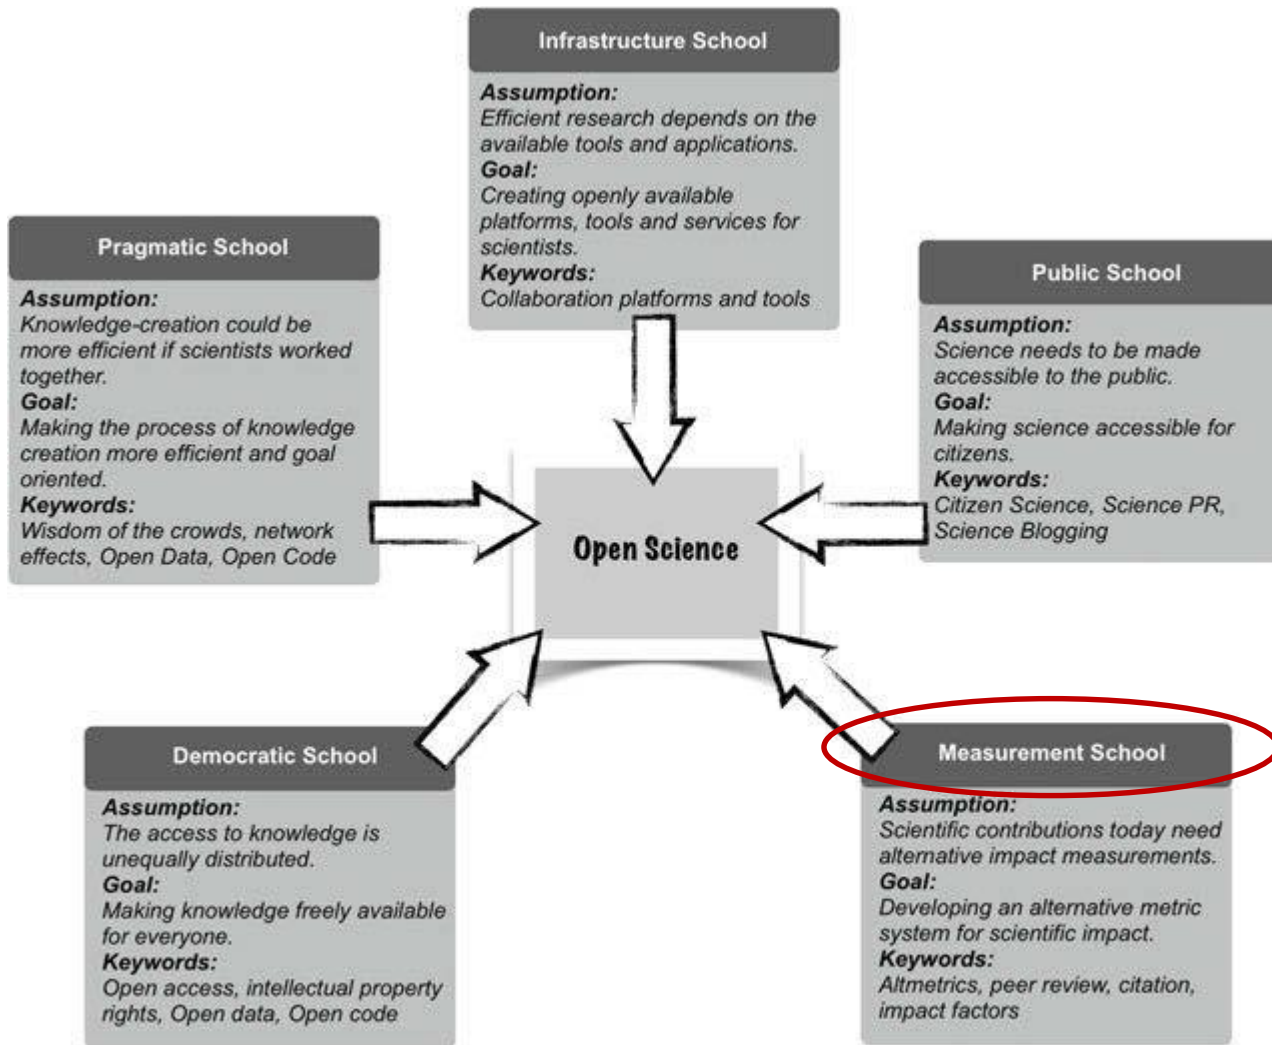 Infrastructure School
Assumption:
Efficient research depends on the
available tools and applications.
Goal:
Creating openly available
platforms, tools and services for
scientists.
Keywords:
Collaboration platforms and tools
Pragmatic School
Assumption:
Knowledge-creation could be
more efficient if scientists worked
together.
Goal:
Making the process of knowledge
creation more efficient and goal
oriented.
Keywords:
Wisdom of the crowds, network
effects, Open Data, Open Code
Public School
Assumption:
Science needs to be made
accessible to the public.
Goal:
Making science accessible for
citizens.
Keywords:
Citizen Science, Science PR,
Science Blogging
Open Science
Democratic School
Assumption:
The access to knowledge is
unequally distributed.
Goal:
Making knowledge freely available
for everyone.
Keywords:
Open access, intellectual property
rights, Open data, Open code
Measurement School
Assumption:
Scientific contributions today need
alternative impact measurements.
Goal:
Developing an alternative metric
system for scientific impact.
Keywords:
Altmetrics, peer review, citation,
impact factors